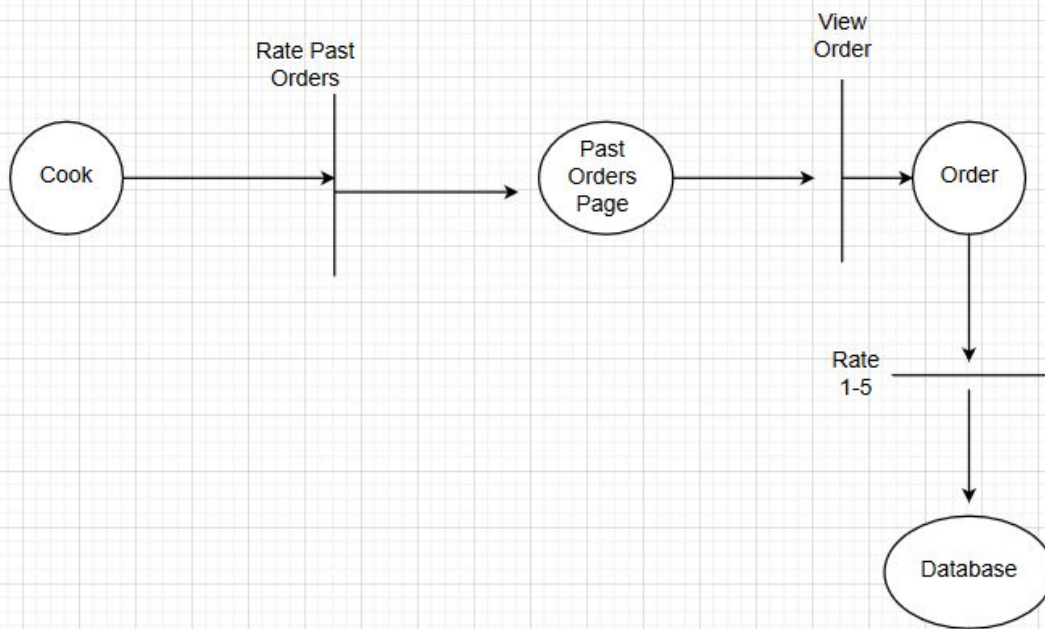 View
Order
Rate Past
Orders
Cook
Past
Orders
Page
Order
Rate
1-5
Database